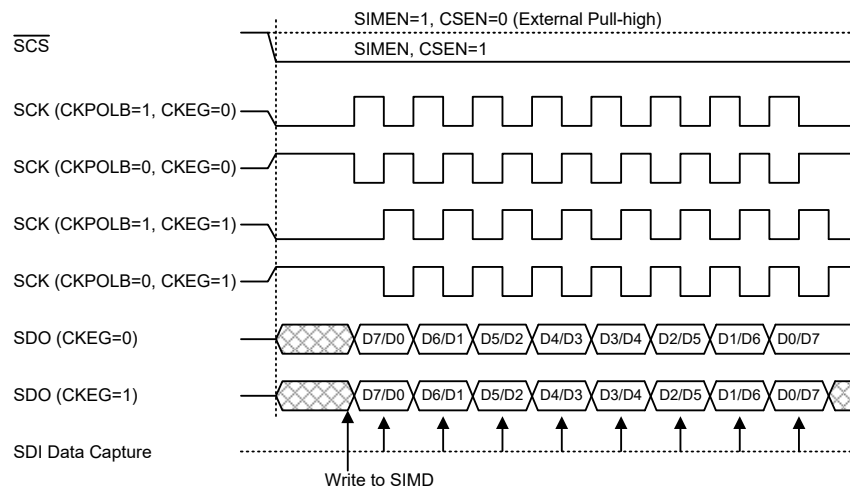 SIMEN=1, CSEN=0 (External Pull-high)
SCS
SIMEN, CSEN=1
SCK (CKPOLB=1, CKEG=0)
SCK (CKPOLB=0, CKEG=0)
SCK (CKPOLB=1, CKEG=1)
SCK (CKPOLB=0, CKEG=1)
SDO (CKEG=0) D7/D0 D6/D1 D5/D2 D4/D3 D3/D4 D2/D5 D1/D6 D0/D7
SDO (CKEG=1) D7/D0 D6/D1 D5/D2 D4/D3 D3/D4 D2/D5 D1/D6 D0/D7
SDI Data Capture
Write to SIMD